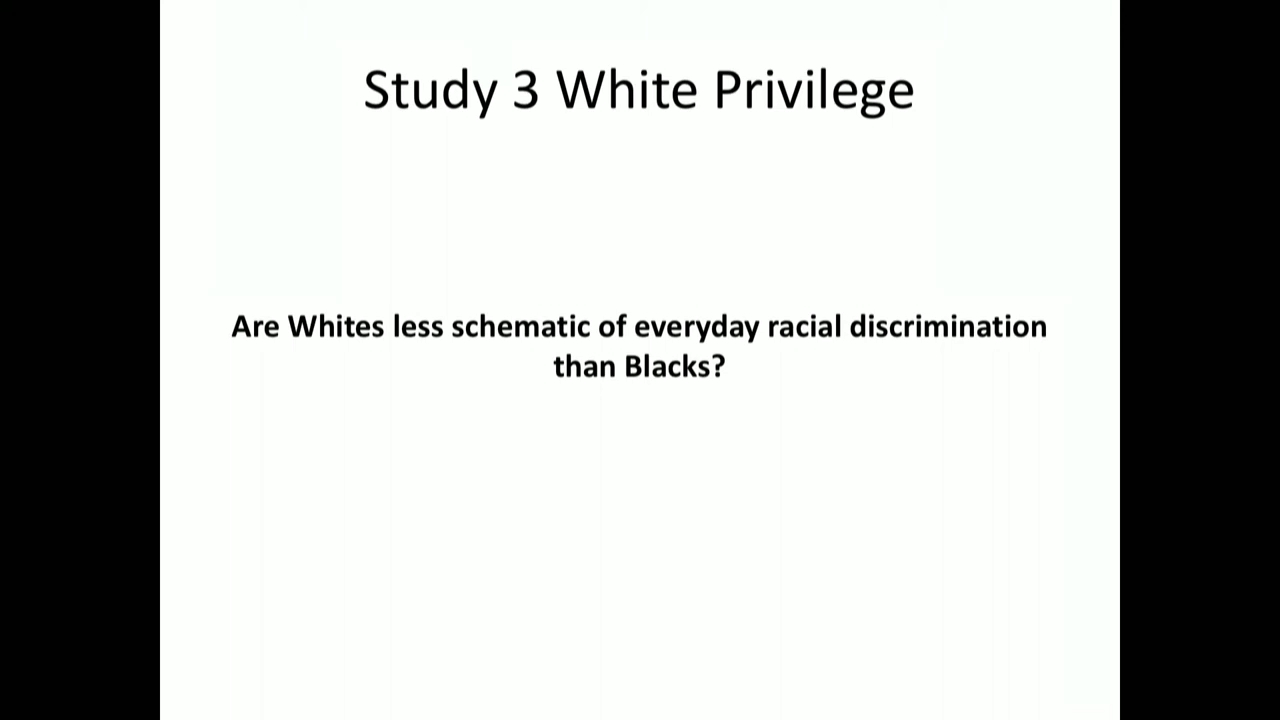 Study 3 White Privilege
Are Whites less schematic of everyday racial discrimination
than Blacks?